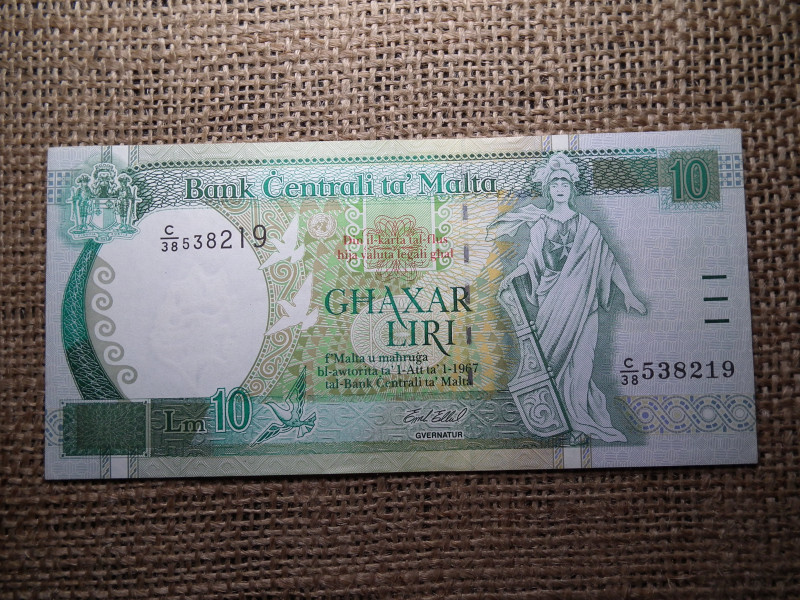 Bank Ċentrali ta' Malta
10
C/38 538219
Din il-karta tal-flus
hija valuta legali għal
GĦAXAR
LIRI
f'Malta u maħruġa
bl-awtorità ta' l-Att ta' l-1967
tal-Bank Ċentrali ta' Malta
C/38 538219
Lm 10
GVERNATUR